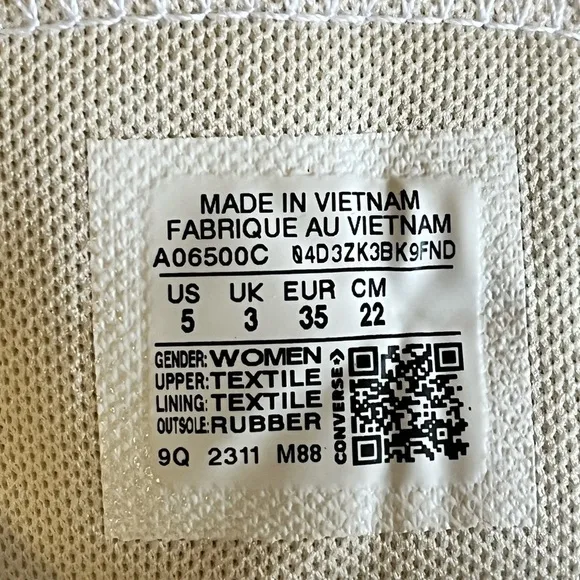 MADE IN VIETNAM
FABRIQUE AU VIETNAM
A06500C 04D3ZK3BK9FND
US UK EUR CM
5 3 35 22
GENDER: WOMEN
UPPER: TEXTILE
LINING: TEXTILE
OUTSOLE: RUBBER
CONVERSE
9Q 2311 M88